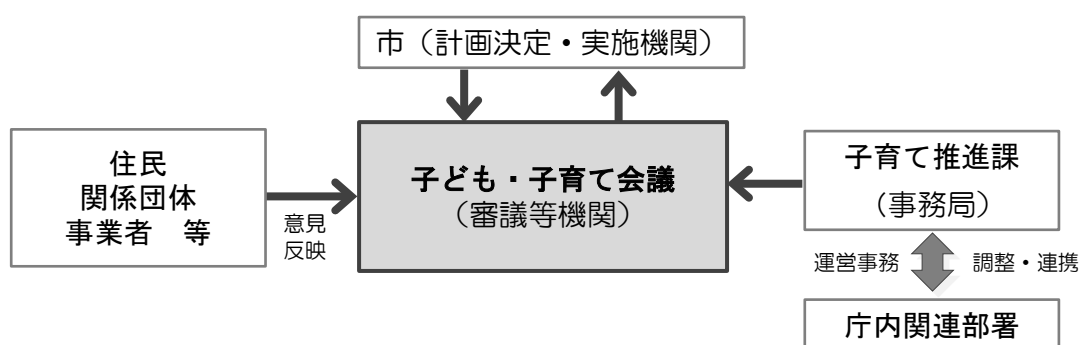 市（計画決定・実施機関）
住民
関係団体
事業者　等
意見
反映
子ども・子育て会議
（審議等機関）
子育て推進課
（事務局）
運営事務
調整・連携
庁内関連部署